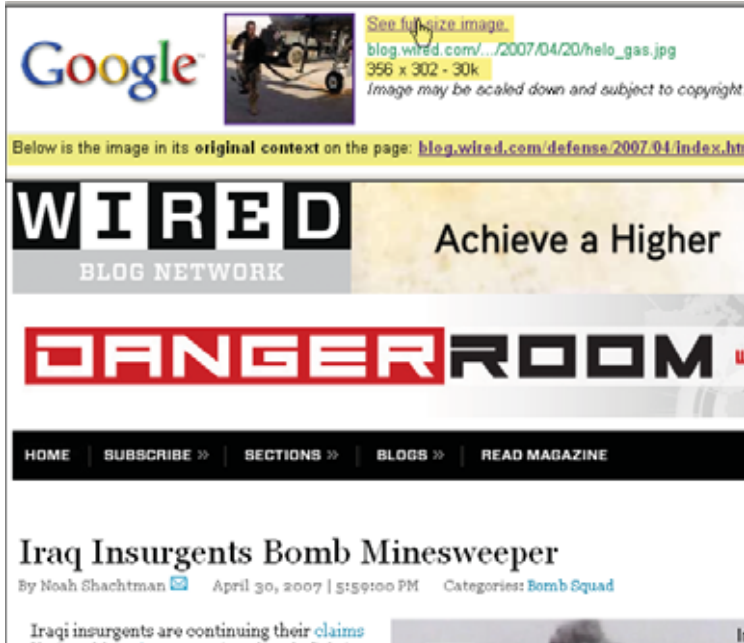 Google™
See full-size image.
blog.wired.com/.../2007/04/20/helo_gas.jpg
356 x 302 - 30k
Image may be scaled down and subject to copyright.
Below is the image in its original context on the page: blog.wired.com/defense/2007/04/index.htm
WIRED
BLOG NETWORK
Achieve a Higher
DANGER ROOM
HOME SUBSCRIBE » SECTIONS » BLOGS » READ MAGAZINE
Iraq Insurgents Bomb Minesweeper
By Noah Shachtman April 30, 2007 | 5:59:00 PM Categories: Bomb Squad
Iraqi insurgents are continuing their claims